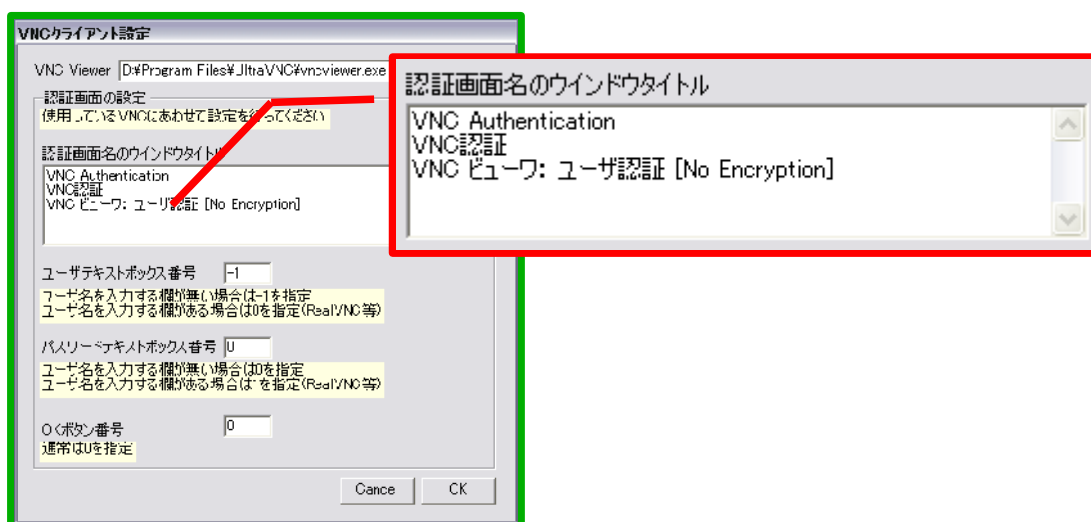 VNCクライアント設定
VNC Viewer D:¥Program Files¥UltraVNC¥vncviewer.exe
認証画面の設定
使用しているVNCにあわせて設定を行ってください
認証画面名のウインドウタイトル
VNC Authentication
VNC認証
VNC ビューワ: ユーザ認証 [No Encryption]
ユーザテキストボックス番号 -1
ユーザ名を入力する欄が無い場合は-1を指定
ユーザ名を入力する欄がある場合は0を指定(RealVNC等)
パスワードテキストボックス番号 0
ユーザ名を入力する欄が無い場合は0を指定
ユーザ名を入力する欄がある場合は1を指定(RealVNC等)
OKボタン番号 0
通常は0を指定
Cancel OK
認証画面名のウインドウタイトル
VNC Authentication
VNC認証
VNC ビューワ: ユーザ認証 [No Encryption]